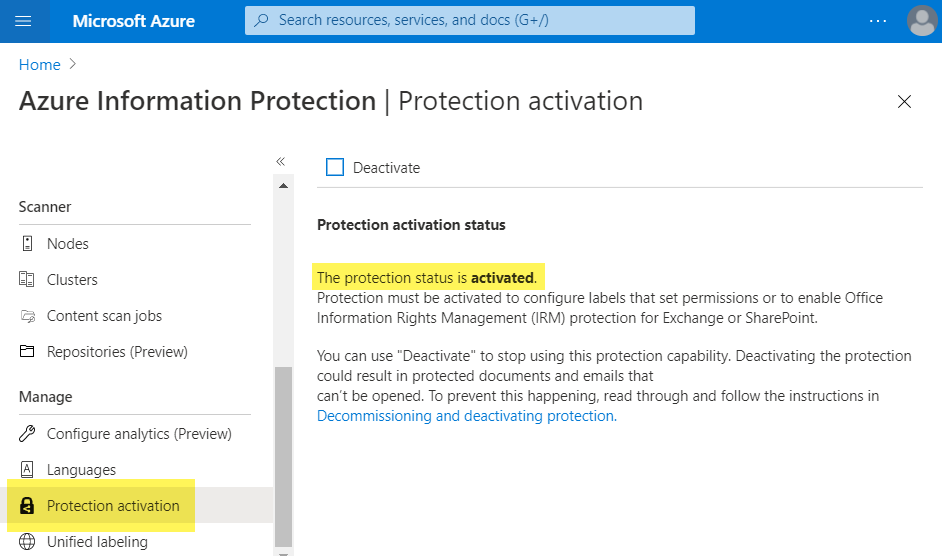 Microsoft Azure
Search resources, services, and docs (G+/)
...
Home >
Azure Information Protection | Protection activation
«
Deactivate
Scanner
Nodes
Clusters
Content scan jobs
Repositories (Preview)
Manage
Configure analytics (Preview)
Languages
Protection activation
Unified labeling
Protection activation status
The protection status is activated.
Protection must be activated to configure labels that set permissions or to enable Office
Information Rights Management (IRM) protection for Exchange or SharePoint.
You can use "Deactivate" to stop using this protection capability. Deactivating the protection
could result in protected documents and emails that
can't be opened. To prevent this happening, read through and follow the instructions in
Decommissioning and deactivating protection.